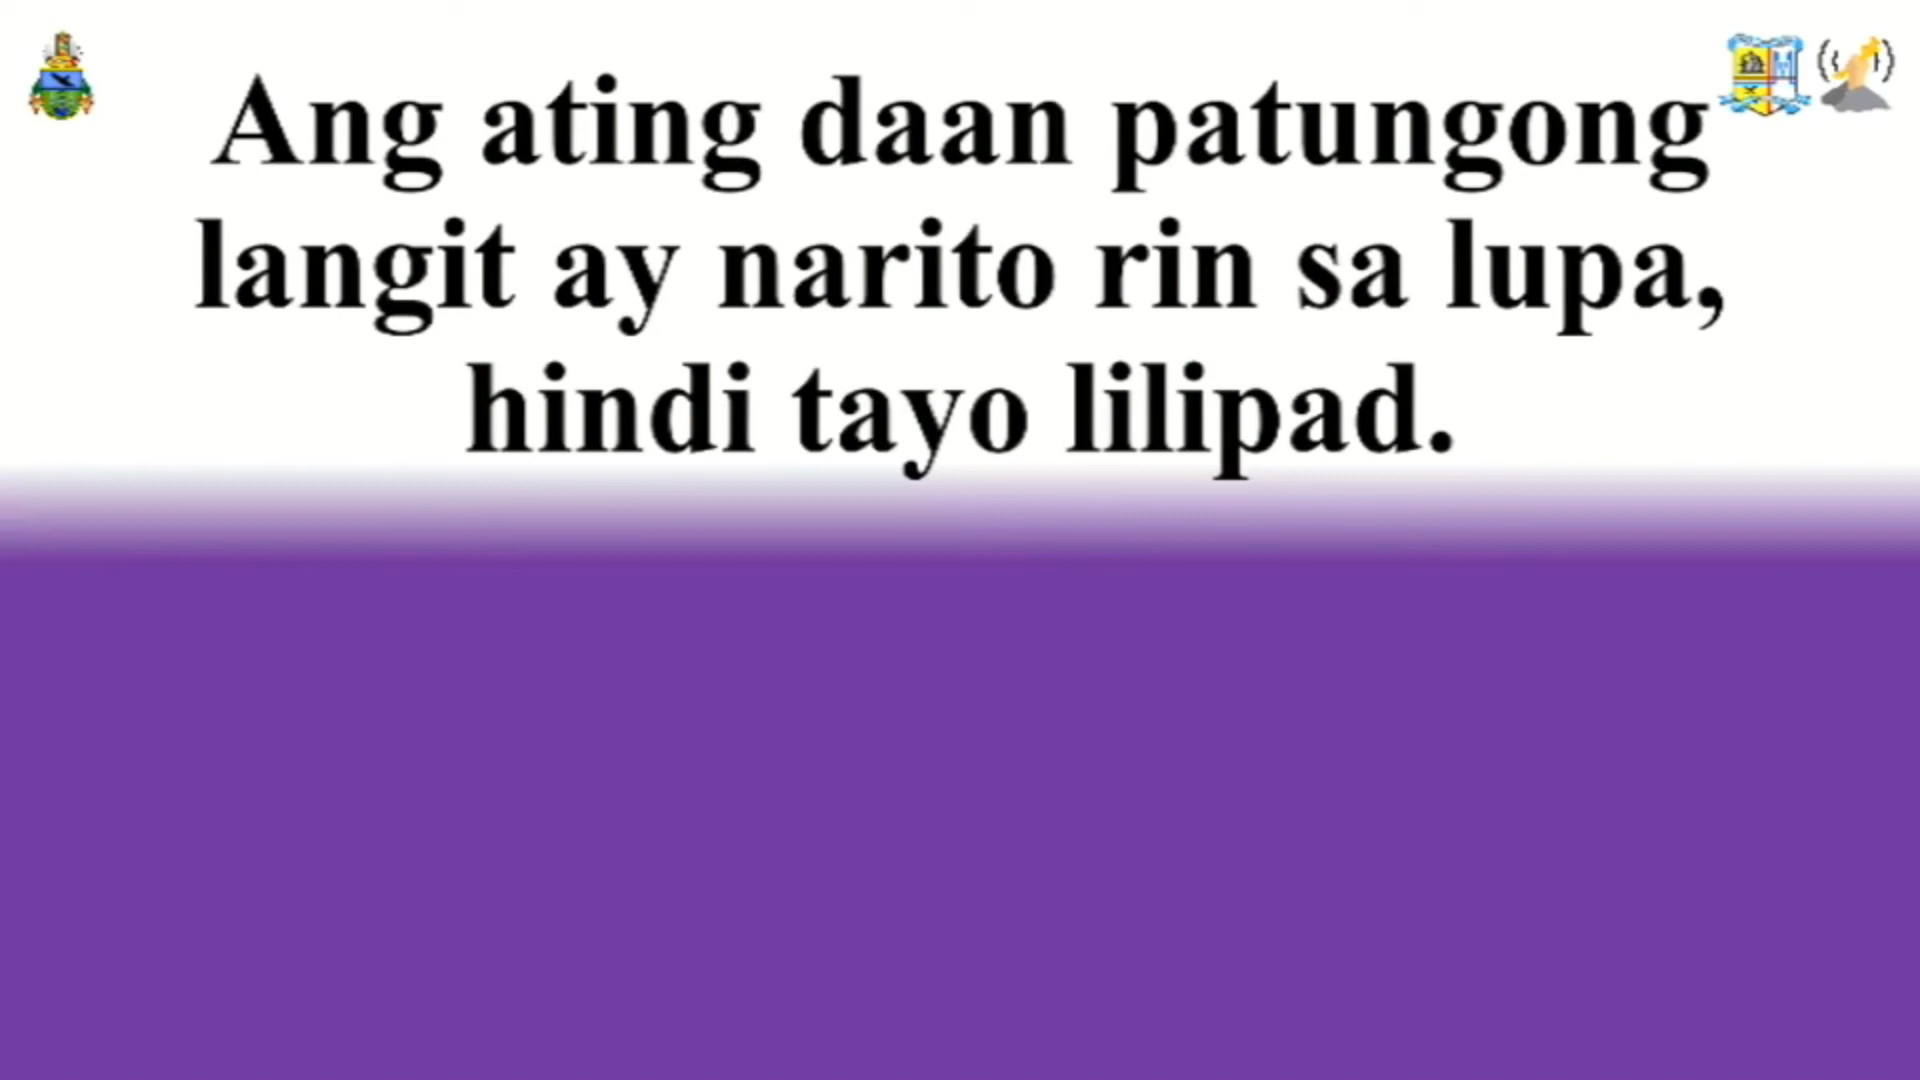 Ang ating daan patungong
langit ay narito rin sa lupa,
hindi tayo lilipad.